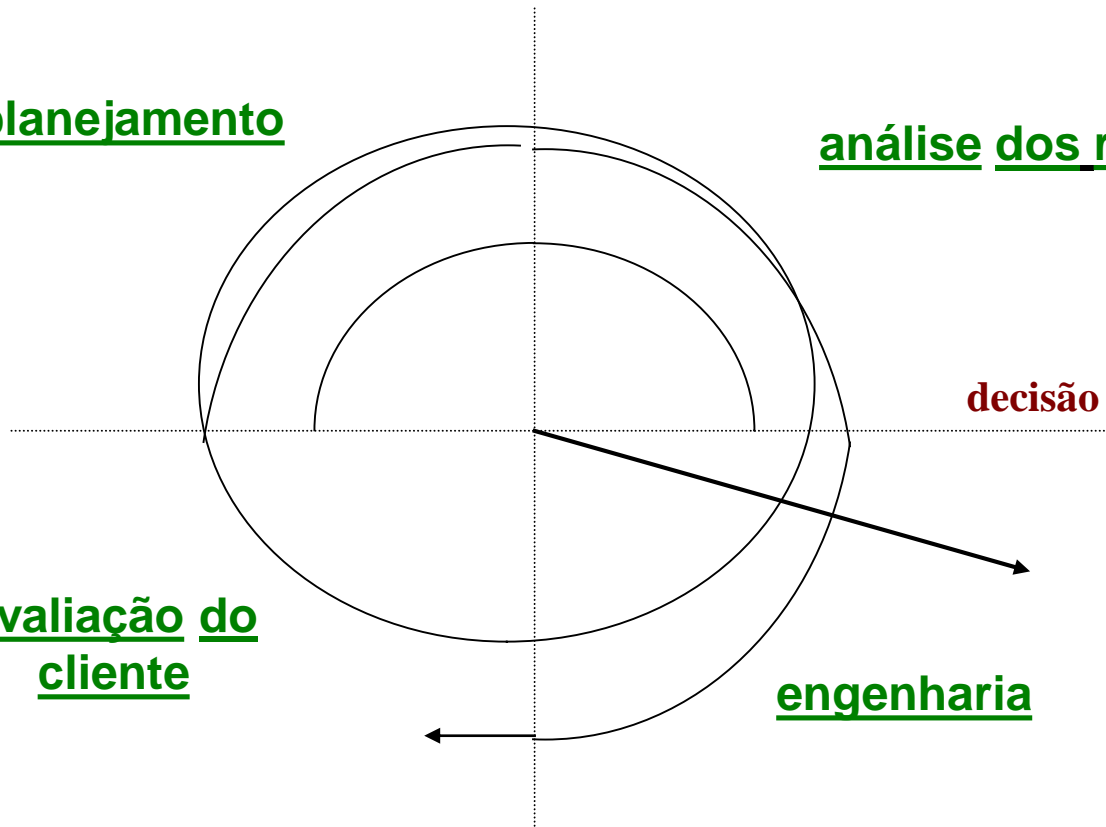 planejamento
análise dos r
decisão
valiação do
cliente
engenharia